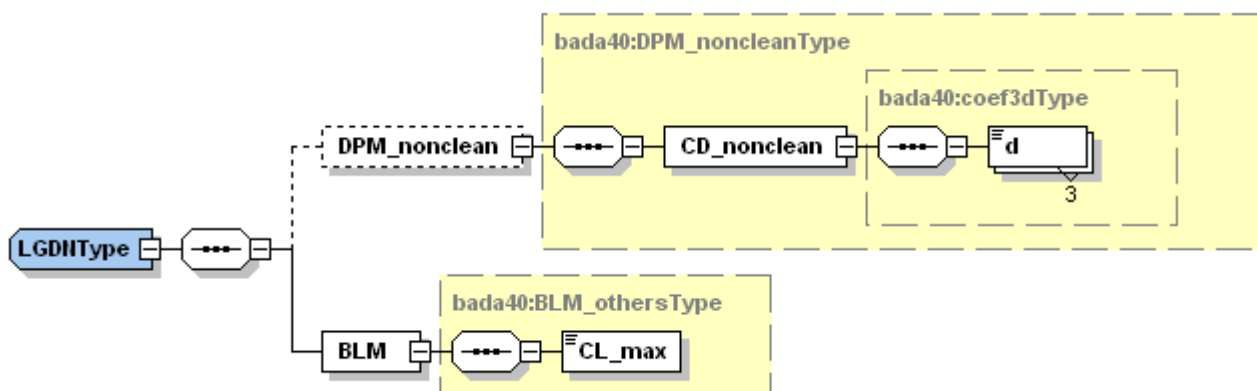 bada40:DPM_noncleanType
bada40:coef3dType
DPM_nonclean
CD_nonclean
d
3
LGDNType
bada40:BLM_othersType
BLM
CL_max